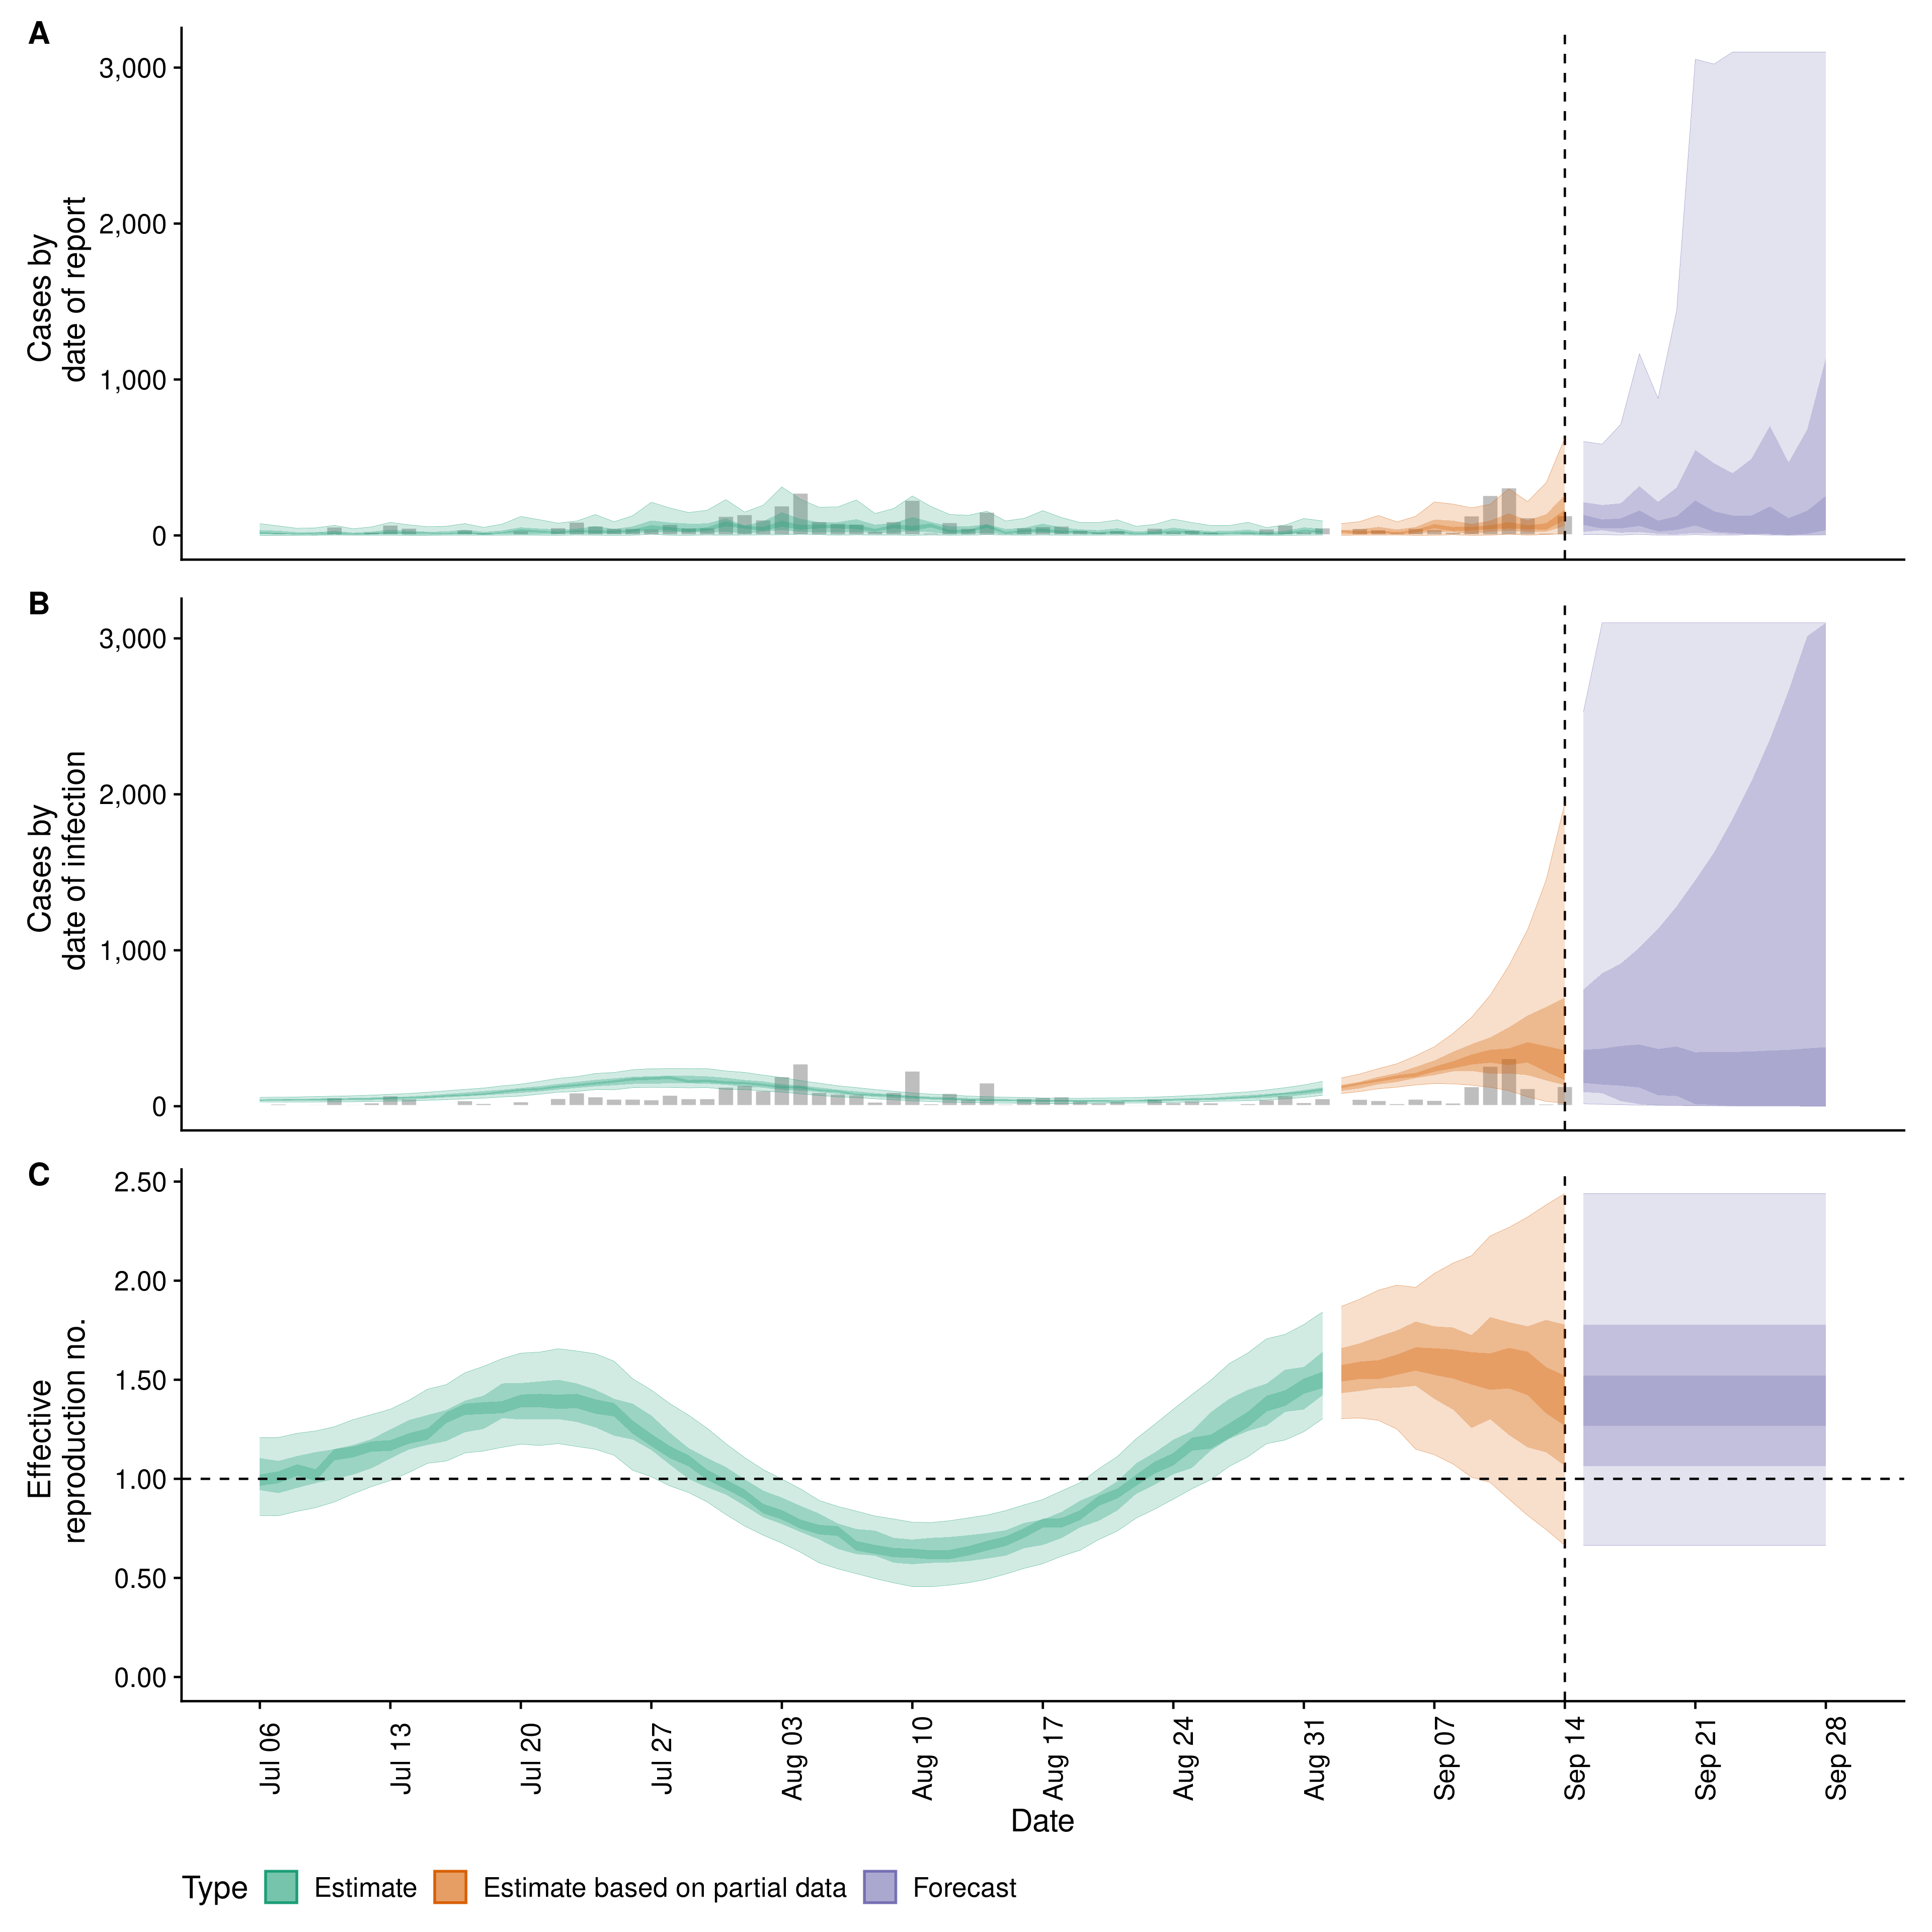 A
3,000
2,000
1,000
0
Cases by
date of report
B
3,000
2,000
1,000
0
Cases by
date of infection
C
2.50
2.00
1.50
1.00
0.50
0.00
Effective
reproduction no.
Jul 06
Jul 13
Jul 20
Jul 27
Aug 03
Aug 10
Aug 17
Aug 24
Aug 31
Sep 07
Sep 14
Sep 21
Sep 28
Date
Type Estimate Estimate based on partial data Forecast